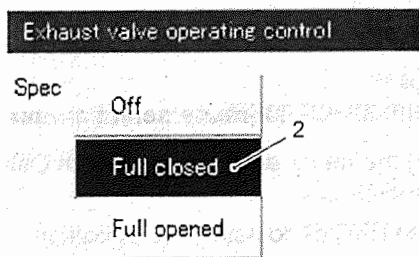 Exhaust valve operating control
Spec
Off
2
Full closed
Full opened